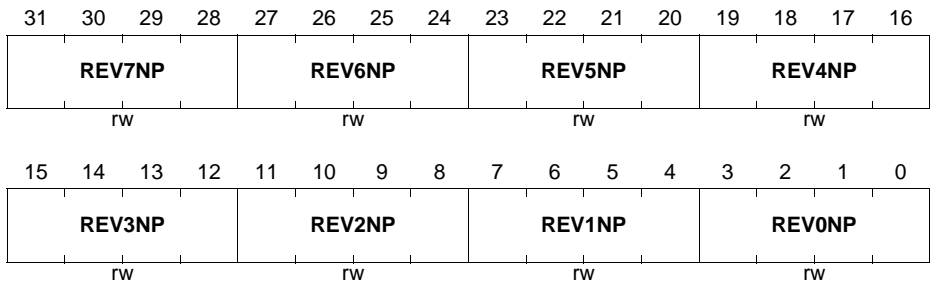 31 30 29 28 27 26 25 24 23 22 21 20 19 18 17 16
REV7NP REV6NP REV5NP REV4NP
rw rw rw rw
15 14 13 12 11 10 9 8 7 6 5 4 3 2 1 0
REV3NP REV2NP REV1NP REV0NP
rw rw rw rw